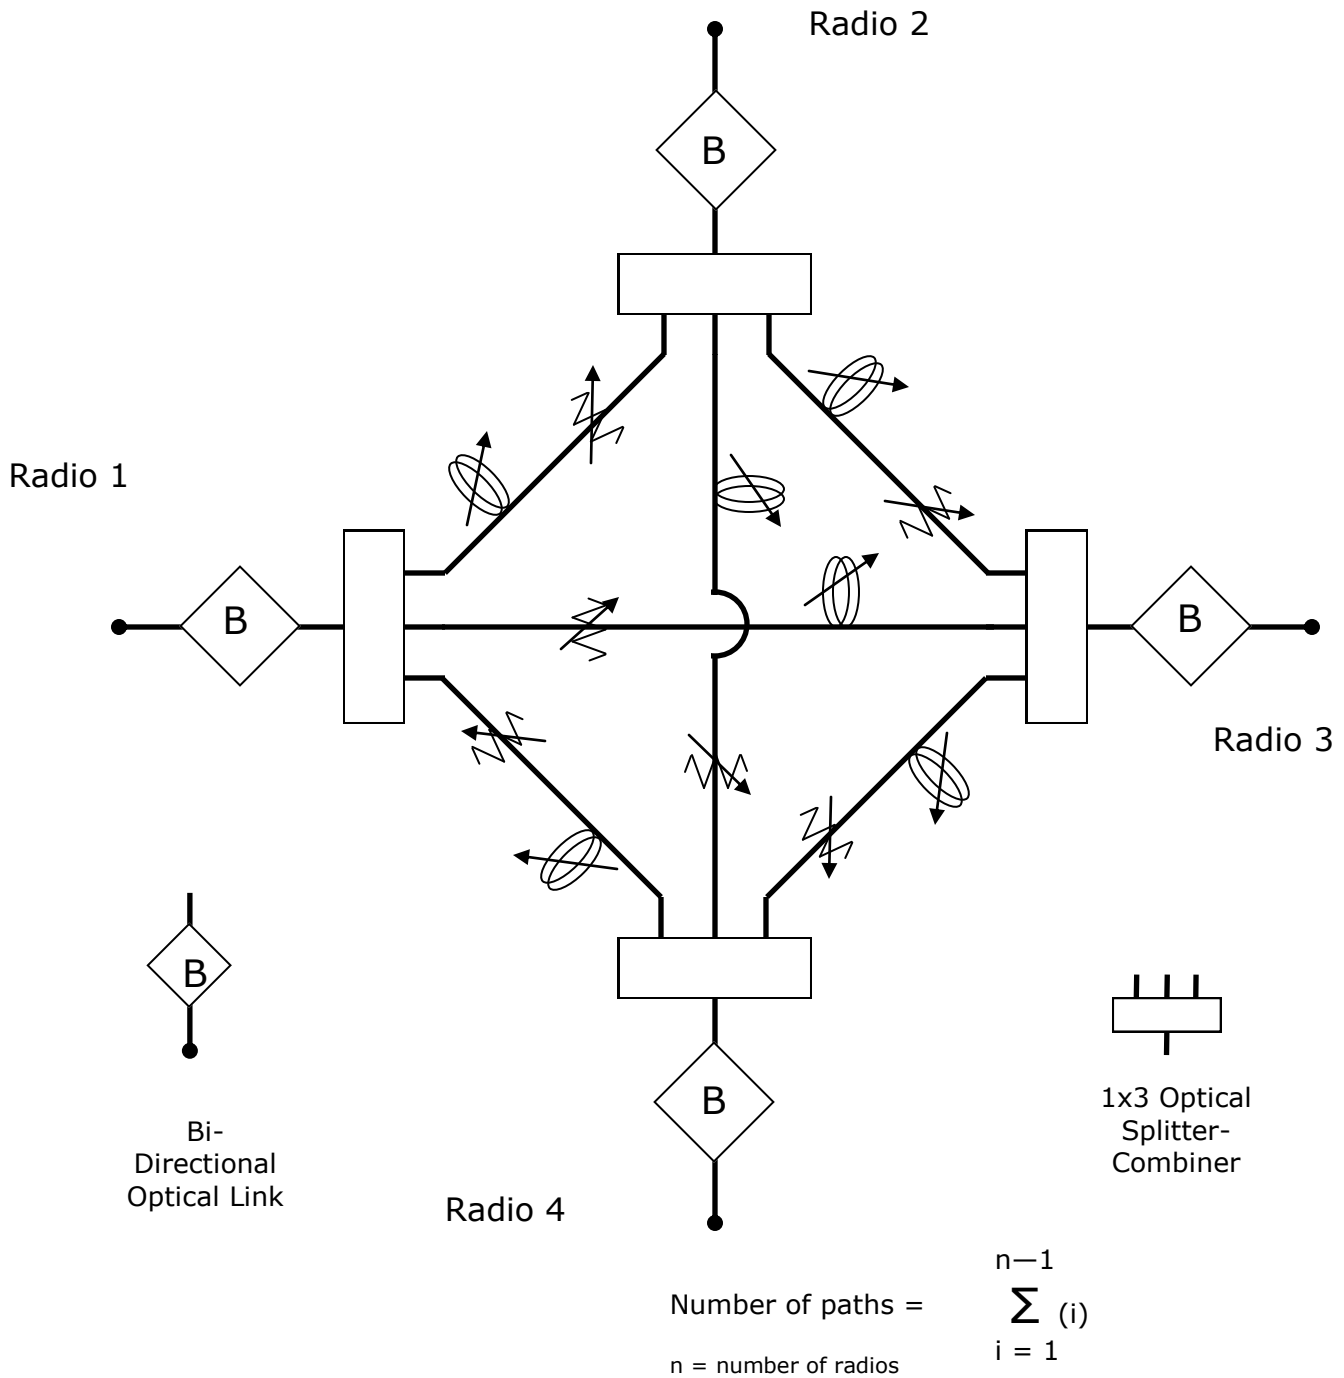 Radio 2
B
Radio 1
B
B
Radio 3
B
B
Bi-
Directional
Optical Link
1x3 Optical
Splitter-
Combiner
Radio 4
n—1
Number of paths = Σ (i)
i = 1
n = number of radios